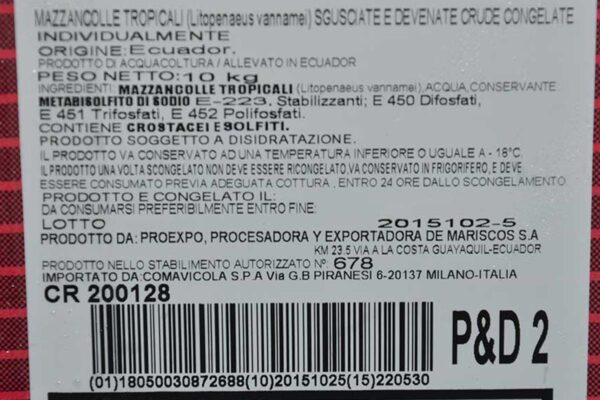 MAZZANCOLLE TROPICALI (Litopenaeus vannamei) SGUSCIATE E DEVENATE CRUDE CONGELATE
INDIVIDUALMENTE
ORIGINE: Ecuador.
PRODOTTO DI ACQUACOLTURA / ALLEVATO IN ECUADOR
PESO NETTO: 10 kg
INGREDIENTI: MAZZANCOLLE TROPICALI (Litopenaeus vannamei), ACQUA, CONSERVANTE
METABISOLFITO DI SODIO E-223. Stabilizzanti; E 450 Difosfati,
E 451 Trifosfati, E 452 Polifosfati.
CONTIENE CROSTACEI E SOLFITI.
PRODOTTO SOGGETTO A DISIDRATAZIONE.
IL PRODOTTO VA CONSERVATO AD UNA TEMPERATURA INFERIORE O UGUALE A - 18°C.
IL PRODOTTO UNA VOLTA SCONGELATO NON DEVE ESSERE RICONGELATO, VA CONSERVATO IN FRIGORIFERO, E DEVE
ESSERE CONSUMATO PREVIA ADEGUATA COTTURA , ENTRO 24 ORE DALLO SCONGELAMENTO
PRODOTTO E CONGELATO IL:
DA CONSUMARSI PREFERIBILMENTE ENTRO FINE:
LOTTO 2015102-5
PRODOTTO DA: PROEXPO, PROCESADORA Y EXPORTADORA DE MARISCOS S.A
KM 23.5 VIA A LA COSTA GUAYAQUIL-ECUADOR
PRODOTTO NELLO STABILIMENTO AUTORIZZATO Nº 678
IMPORTATO DA: COMAVICOLA S.P.A Via G.B PIRANESI 6-20137 MILANO-ITALIA
CR 200128
P&D 2
(01)18050030872688(10)20151025(15)220530